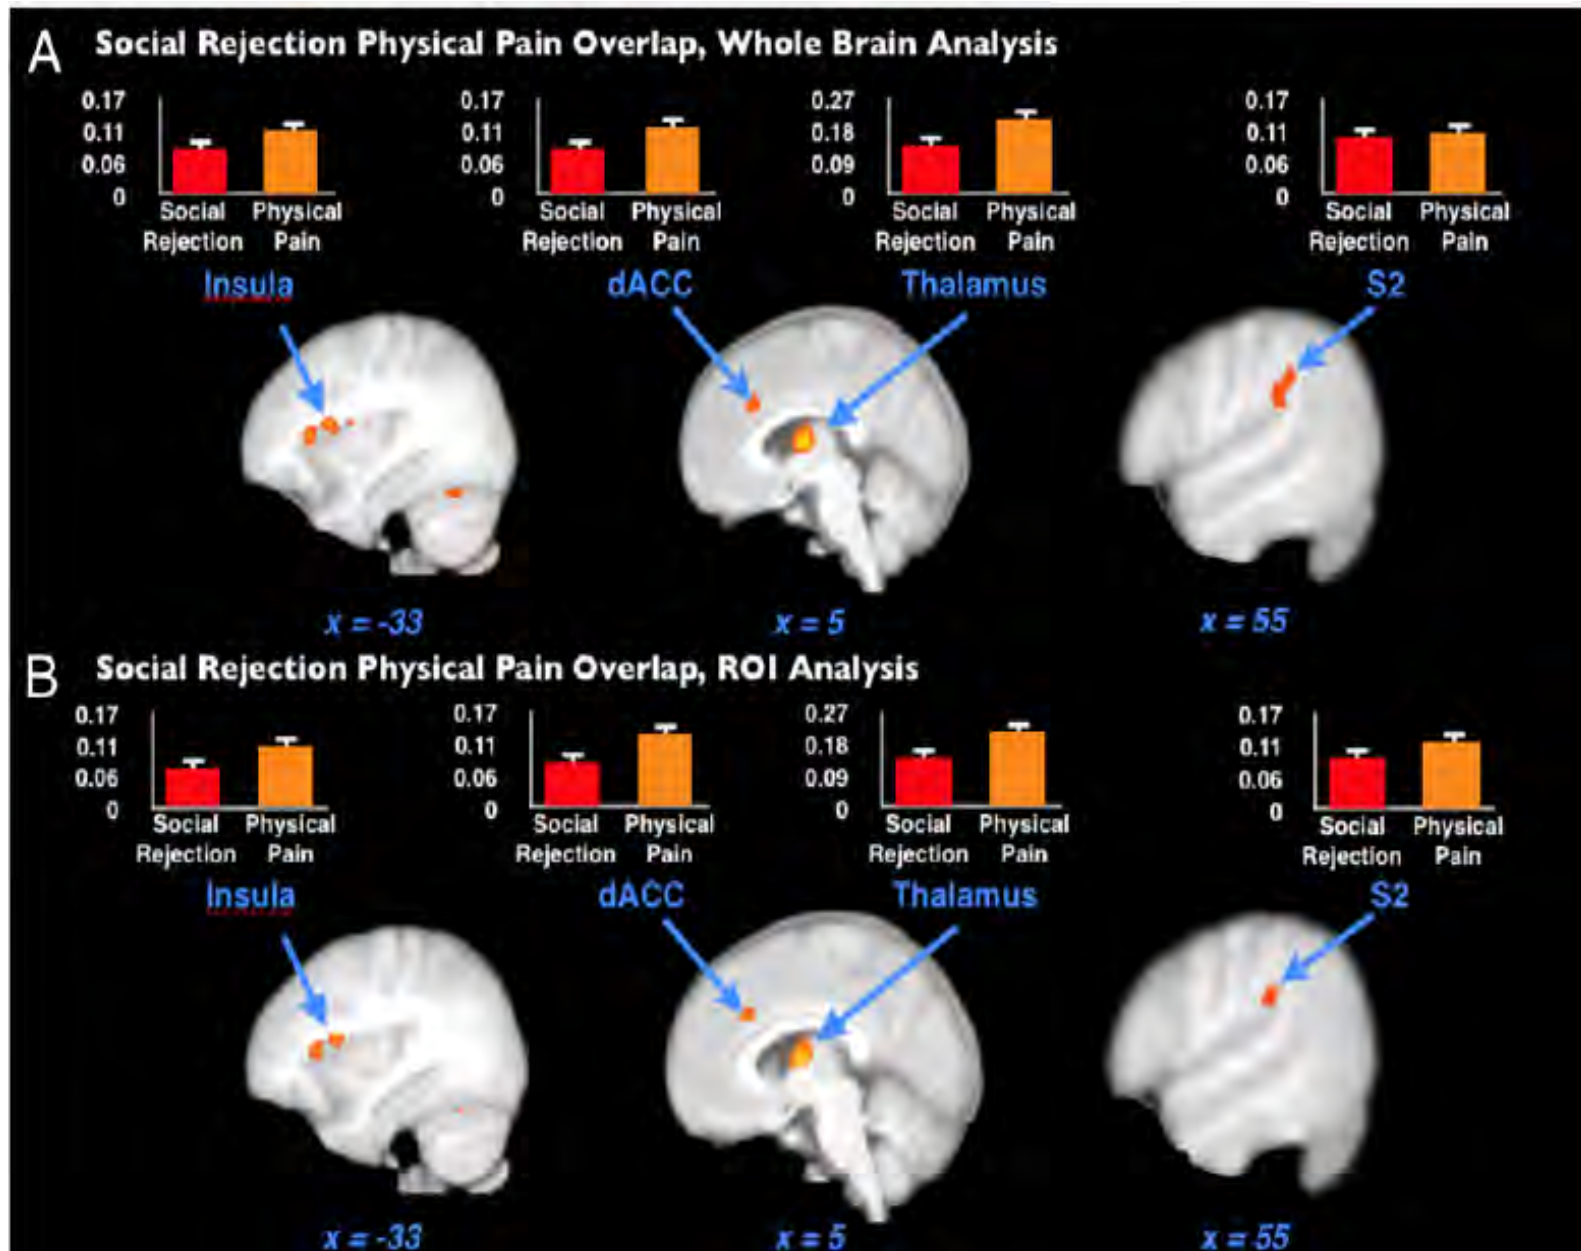 A
Social Rejection Physical Pain Overlap, Whole Brain Analysis
0.17
0.11
0.06
0
Social Rejection
Physical Pain
Insula
0.17
0.11
0.06
0
Social Rejection
Physical Pain
dACC
0.27
0.18
0.09
0
Social Rejection
Physical Pain
Thalamus
0.17
0.11
0.06
0
Social Rejection
Physical Pain
S2
x = -33
x = 5
x = 55
B
Social Rejection Physical Pain Overlap, ROI Analysis
0.17
0.11
0.06
0
Social Rejection
Physical Pain
Insula
0.17
0.11
0.06
0
Social Rejection
Physical Pain
dACC
0.27
0.18
0.09
0
Social Rejection
Physical Pain
Thalamus
0.17
0.11
0.06
0
Social Rejection
Physical Pain
S2
x = -33
x = 5
x = 55